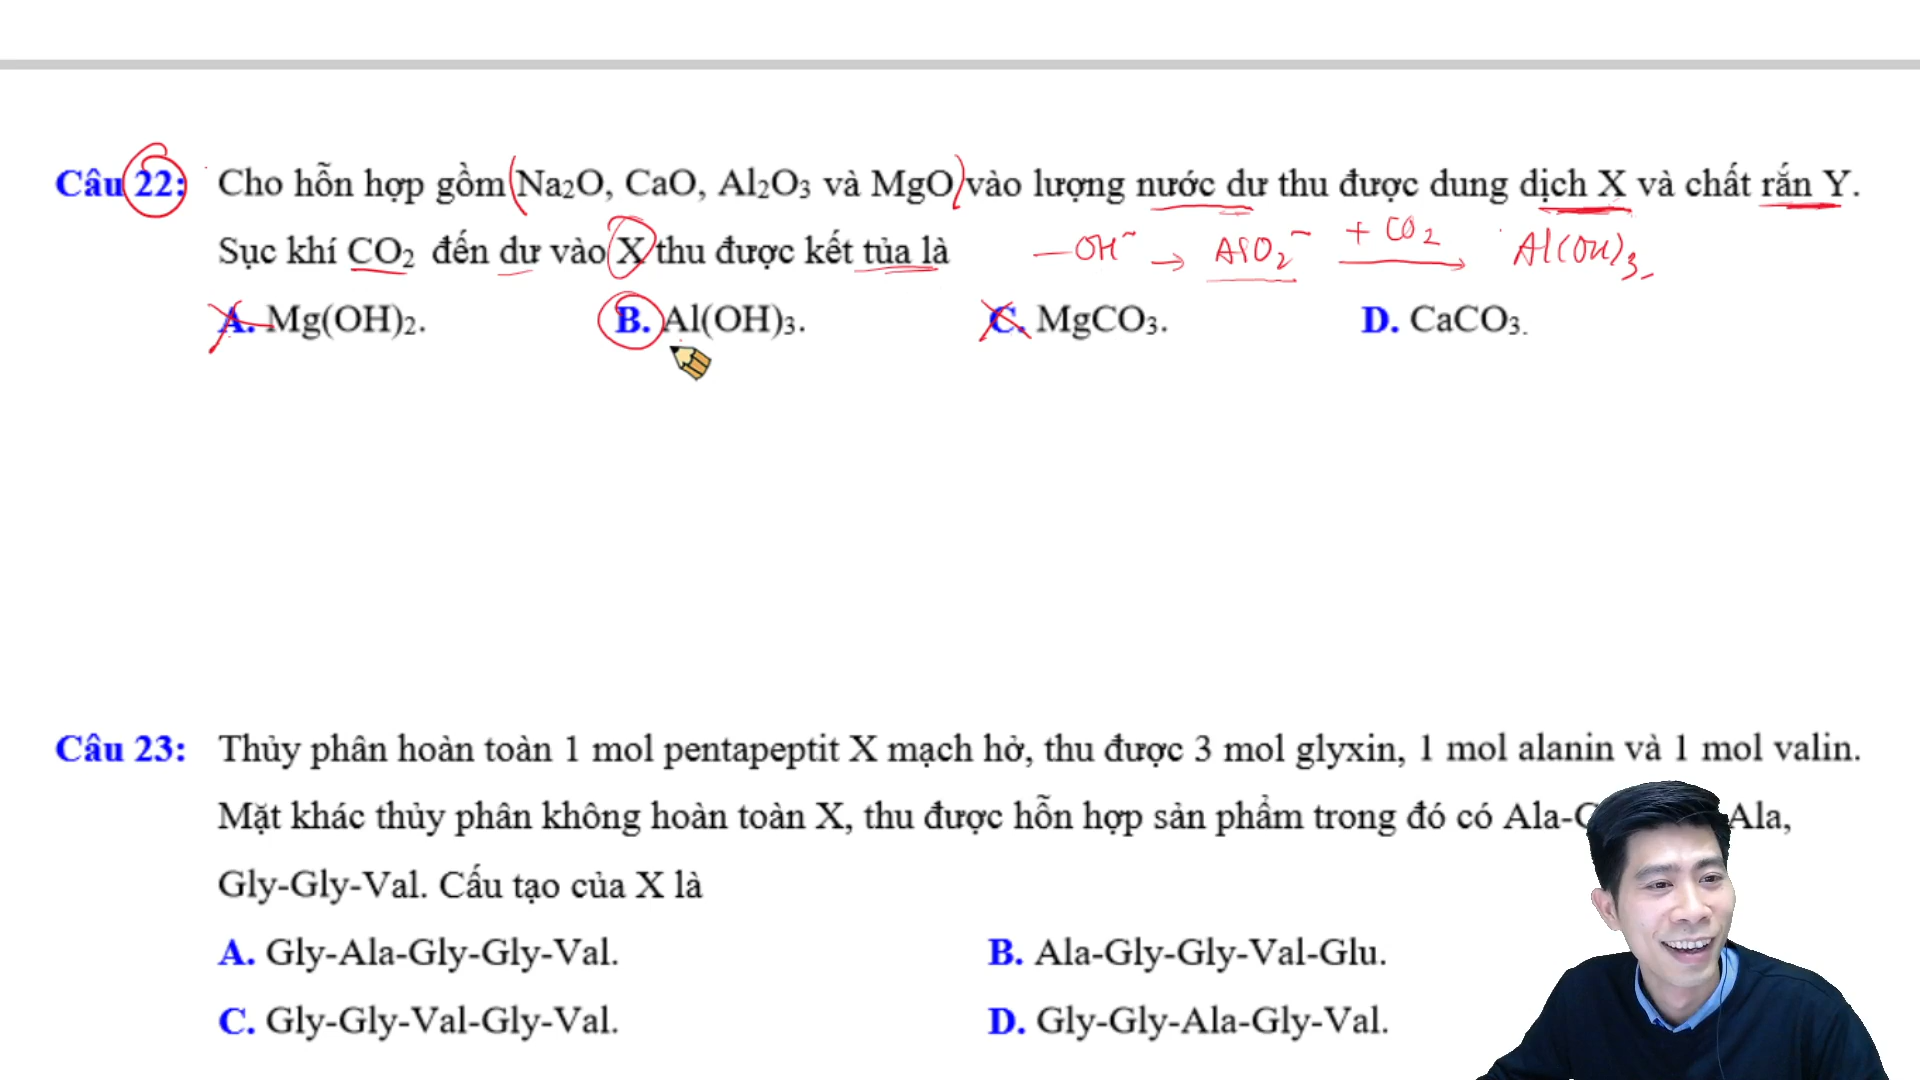 Câu 22: Cho hỗn hợp gồm (Na2O, CaO, Al2O3 và MgO) vào lượng nước dư thu được dung dịch X và chất rắn Y.
Sục khí CO2 đến dư vào X thu được kết tủa là
OH- → AlO2- + CO2 → Al(OH)3
A. Mg(OH)2. B. Al(OH)3. C. MgCO3. D. CaCO3.
Câu 23: Thủy phân hoàn toàn 1 mol pentapeptit X mạch hở, thu được 3 mol glyxin, 1 mol alanin và 1 mol valin.
Mặt khác thủy phân không hoàn toàn X, thu được hỗn hợp sản phẩm trong đó có Ala- Ala,
Gly-Gly-Val. Cấu tạo của X là
A. Gly-Ala-Gly-Gly-Val. B. Ala-Gly-Gly-Val-Glu.
C. Gly-Gly-Val-Gly-Val. D. Gly-Gly-Ala-Gly-Val.